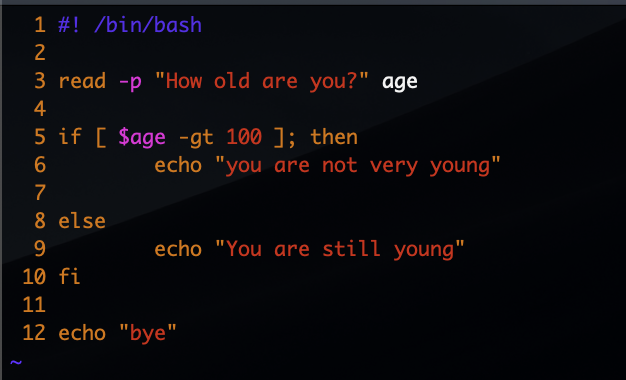 1 #! /bin/bash
2
3 read -p "How old are you?" age
4
5 if [ $age -gt 100 ]; then
6         echo "you are not very young"
7
8 else
9         echo "You are still young"
10 fi
11
12 echo "bye"
~